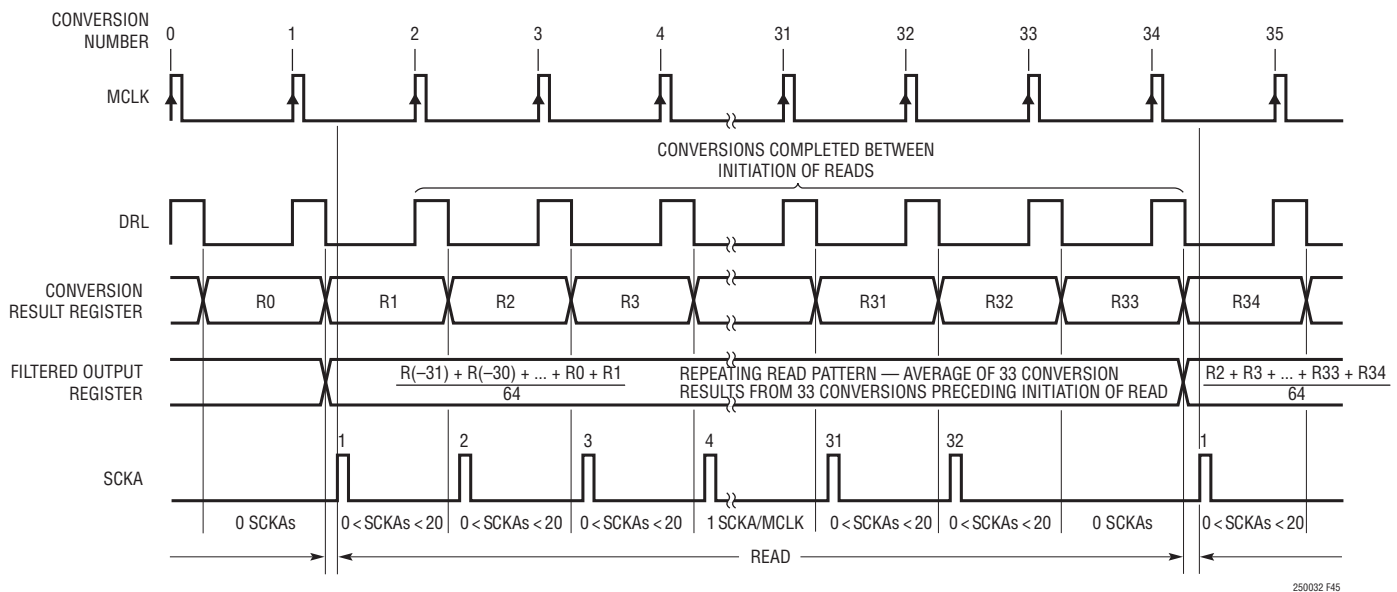 CONVERSION
NUMBER
0 1 2 3 4 31 32 33 34 35
MCLK
CONVERSIONS COMPLETED BETWEEN
INITIATION OF READS
DRL
CONVERSION
RESULT REGISTER
R0 R1 R2 R3 R31 R32 R33 R34
FILTERED OUTPUT
REGISTER
R(–31) + R(–30) + ... + R0 + R1
64
REPEATING READ PATTERN — AVERAGE OF 33 CONVERSION
RESULTS FROM 33 CONVERSIONS PRECEDING INITIATION OF READ
R2 + R3 + ... + R33 + R34
64
1 2 3 4 31 32 1
SCKA
0 SCKAs 0 < SCKAs < 20 0 < SCKAs < 20 0 < SCKAs < 20 1 SCKA/MCLK 0 < SCKAs < 20 0 < SCKAs < 20 0 SCKAs 0 < SCKAs < 20
READ
250032 F45